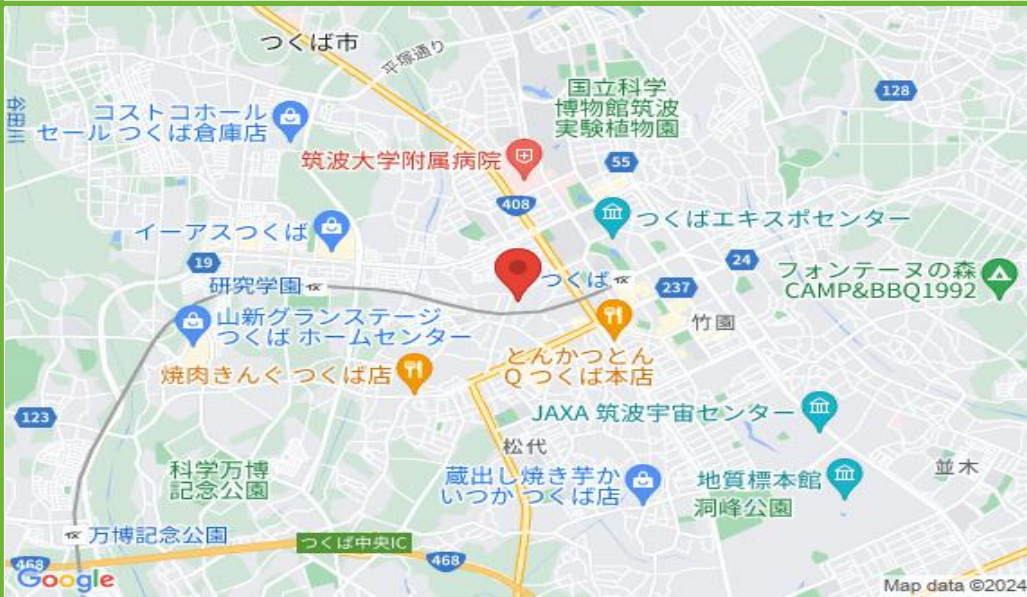 つくば市
平塚通り
国立科学
博物館筑波
実験植物園
128
谷田川
コストコホール
セール つくば倉庫店
筑波大学附属病院
55
408
つくばエキスポセンター
イーアスつくば
19
24
研究学園
つくば
237
フォンテーヌの森
CAMP&BBQ1992
山新グランステージ
つくば ホームセンター
竹園
焼肉きんぐ つくば店
とんかつとん
Q つくば本店
123
JAXA 筑波宇宙センター
松代
科学万博
記念公園
蔵出し焼き芋か
いつか つくば店
地質標本館
並木
洞峰公園
万博記念公園
つくば中央IC
468
468
Google
Map data ©2024